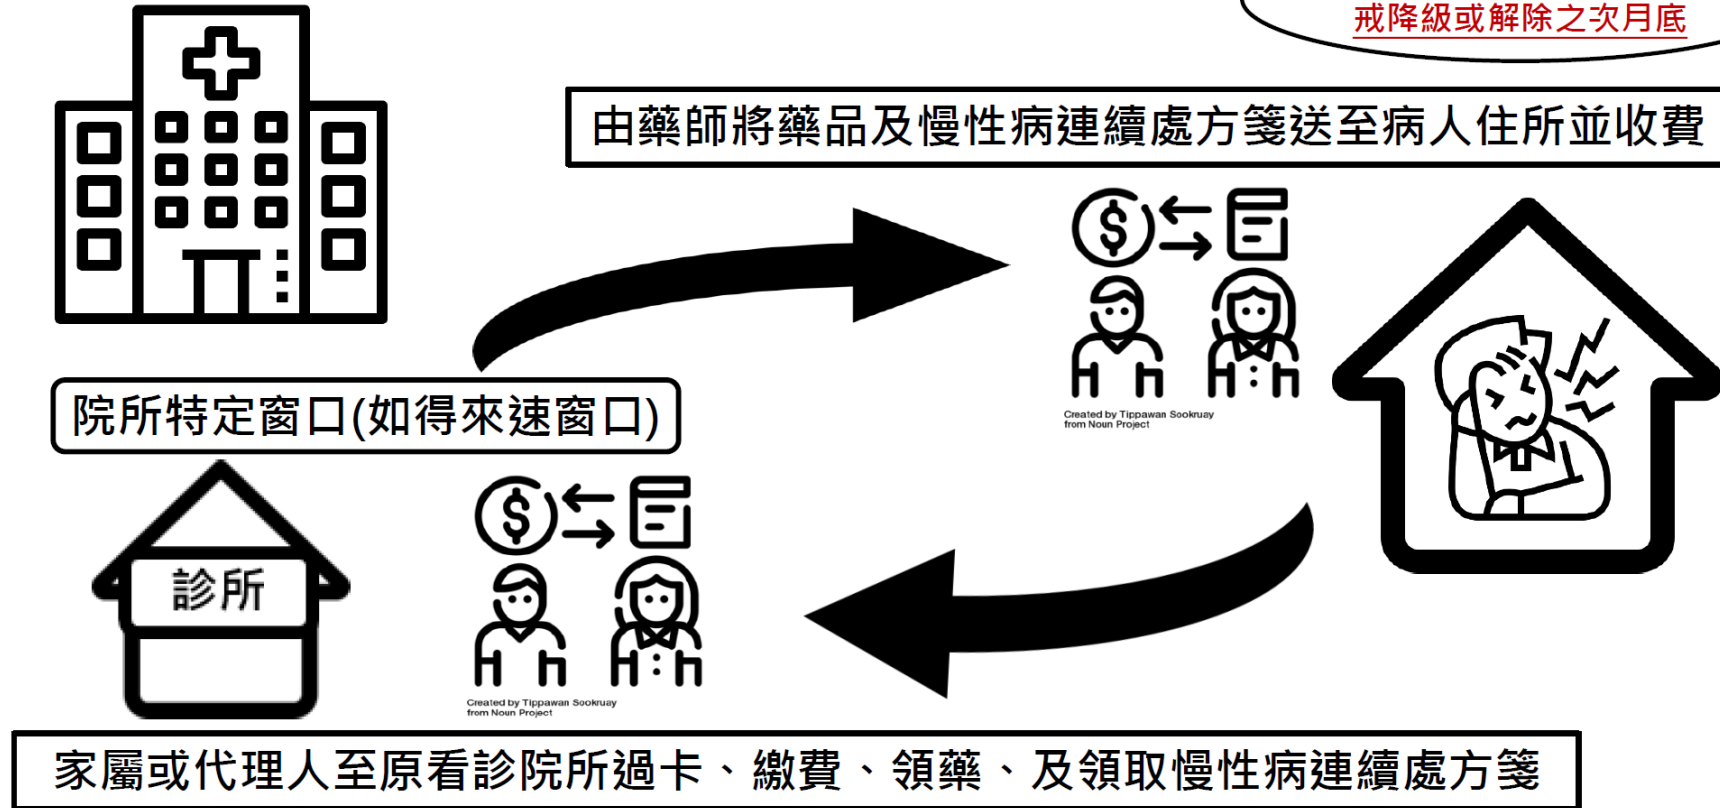 戒降級或解除之次月底
由藥師將藥品及慢性病連續處方箋送至病人住所並收費
Created by Tippawan Sookruay
from Noun Project
院所特定窗口(如得來速窗口)
診所
Created by Tippawan Sookruay
from Noun Project
家屬或代理人至原看診院所過卡、繳費、領藥、及領取慢性病連續處方箋